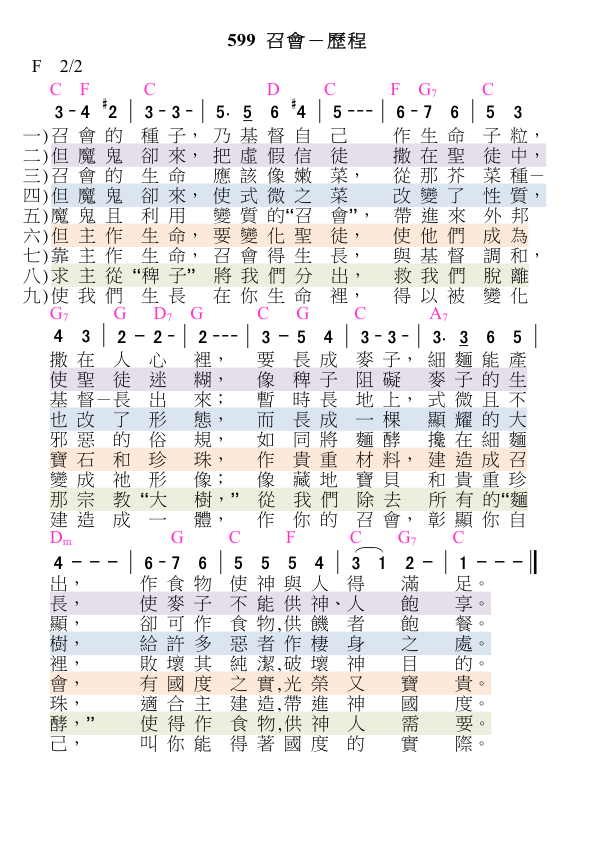 599 召會－歷程
F 2/2
C F C D C F G7 C
3 - 4 #2 | 3 - 3 - | 5. 5 6 #4 | 5 - - - | 6 - 7 6 | 5 3
一)召會的種子，乃基督自己 作生命子粒，
二)但魔鬼卻來，把虛假信徒 撒在聖徒中，
三)召會的生命 應該像嫩菜，從那芥菜種－
四)但魔鬼卻來，使式微之菜 改變了性質，
五)魔鬼且利用 變質的“召會”，帶進來外邦
六)但主作生命，要變化聖徒，使他們成為
七)靠主作生命，召會得生長，與基督調和，
八)求主從“稗子”將我們分出，救我們脫離
九)使我們生長 在你生命裡，得以被變化
G7 G D7 G C G C A7
4 3 | 2 - 2 - | 2 - - - | 3 - 5 4 | 3 - 3 - | 3. 3 6 5 |
撒在人心裡，要長成麥子，細麵能產
使聖徒迷糊，像稗子阻礙 麥子的生
基督－長出來；暫時長地上，式微且不
也改了形態，而長成一棵 顯耀的大
邪惡的俗規，如同將麵酵 攙在細麵
寶石和珍珠，作貴重材料，建造成召
變成祂形像；像藏地寶貝 和貴重珍
那宗教“大樹，”從我們除去 所有的“麵
建造成一體，作你的召會，彰顯你自
Dm G C F C G7 C
4 - - - | 6 - 7 6 | 5 5 5 4 | 3 1 2 - | 1 - - - ||
出，作食物使神與人得滿足。
長，使麥子不能供神、人飽享。
顯，卻可作食物,供饑者飽餐。
樹，給許多惡者作棲身之處。
裡，敗壞其純潔,破壞神目的。
會，有國度之實,光榮又寶貴。
珠，適合主建造,帶進神國度。
酵，”使得作食物,供神人需要。
己，叫你能得著國度的實際。